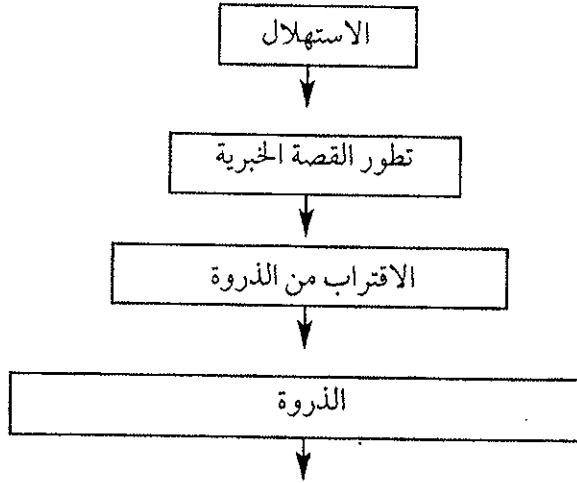 الاستهلال
تطور القصة الخبرية
الاقتراب من الذروة
الذروة